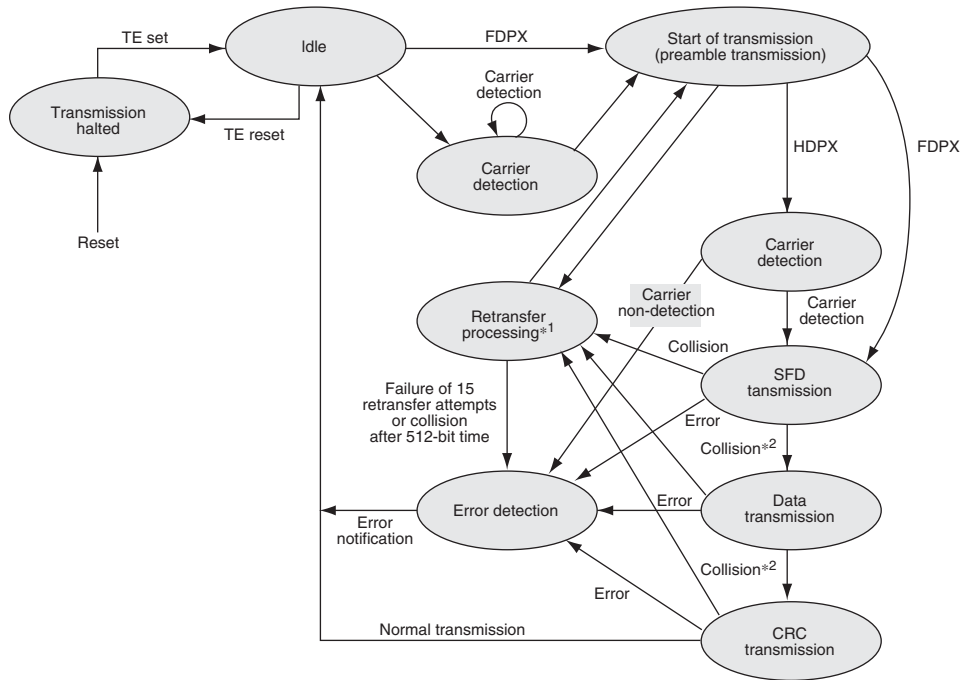 TE set
Idle
FDPX
Start of transmission
(preamble transmission)
Transmission
halted
TE reset
Carrier
detection
Carrier
detection
HDPX
FDPX
Reset
Carrier
detection
Carrier
non-detection
Carrier
detection
Retransfer
processing*1
Collision
SFD
tansmission
Failure of 15
retransfer attempts
or collision
after 512-bit time
Error
Collision*2
Error detection
Error
Data
transmission
Error
notification
Collision*2
Error
Normal transmission
CRC
transmission